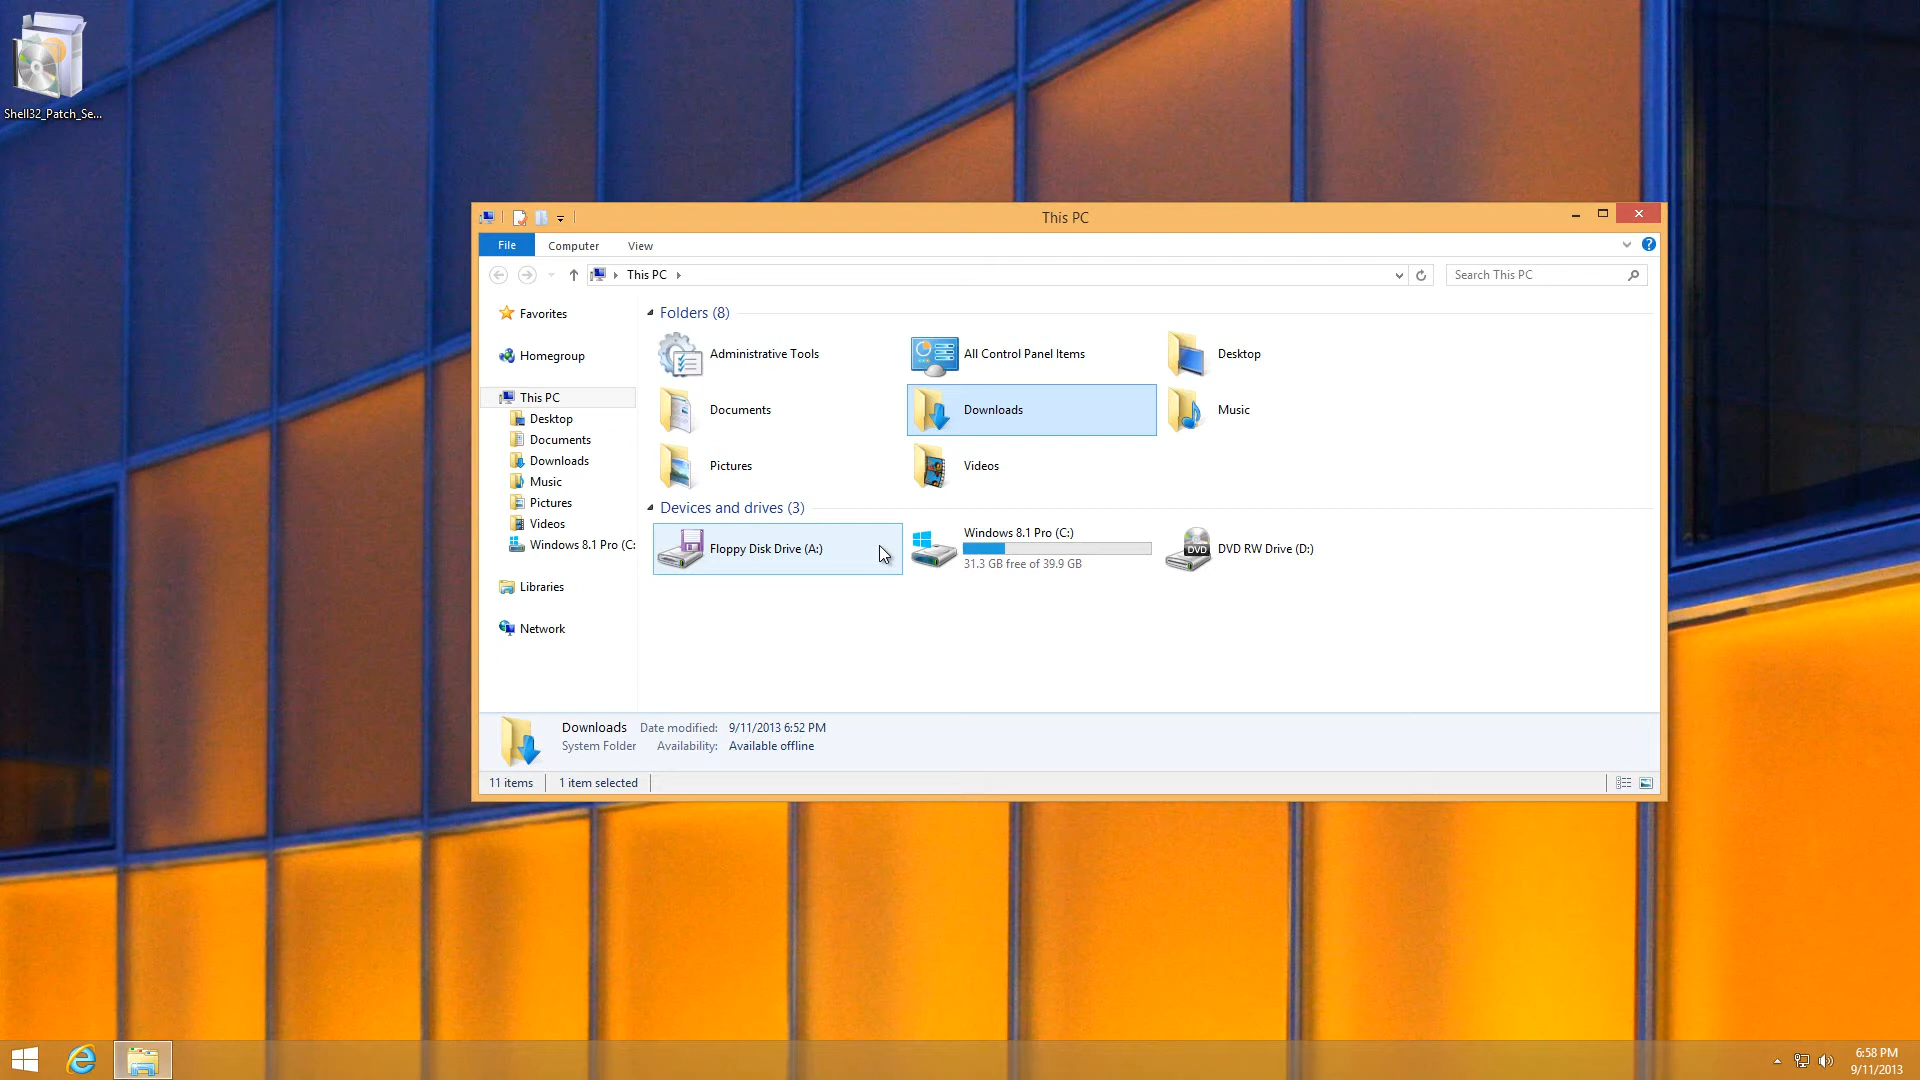 Shell32_Patch_Se...
This PC
File
Computer
View
This PC
Search This PC
Favorites
Homegroup
This PC
Desktop
Documents
Downloads
Music
Pictures
Videos
Windows 8.1 Pro (C:
Libraries
Network
Folders (8)
Administrative Tools
All Control Panel Items
Desktop
Documents
Downloads
Music
Pictures
Videos
Devices and drives (3)
Floppy Disk Drive (A:)
Windows 8.1 Pro (C:)
31.3 GB free of 39.9 GB
DVD
DVD RW Drive (D:)
Downloads Date modified: 9/11/2013 6:52 PM
System Folder Availability: Available offline
11 items
1 item selected
6:58 PM
9/11/2013